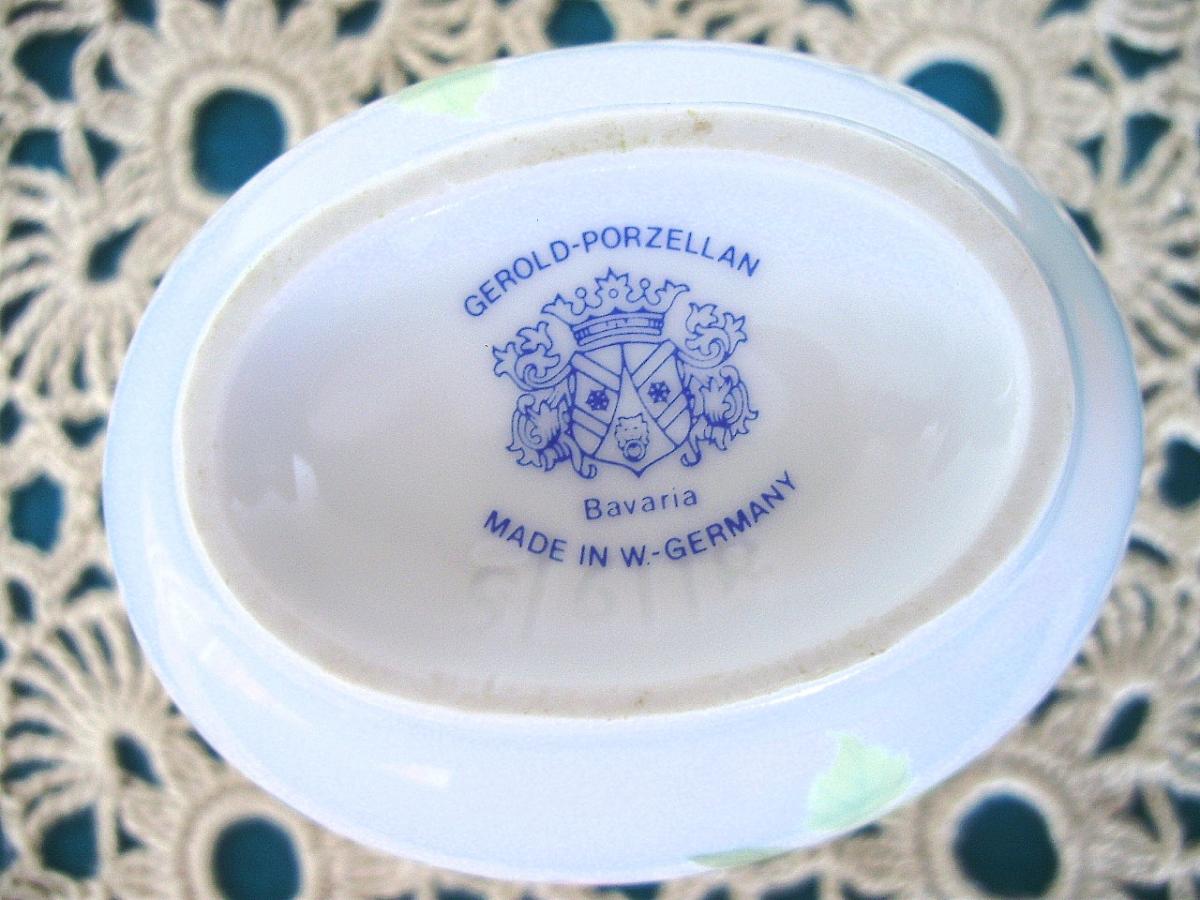 GEROLD-PORZELLAN
Bavaria
MADE IN W.-GERMANY